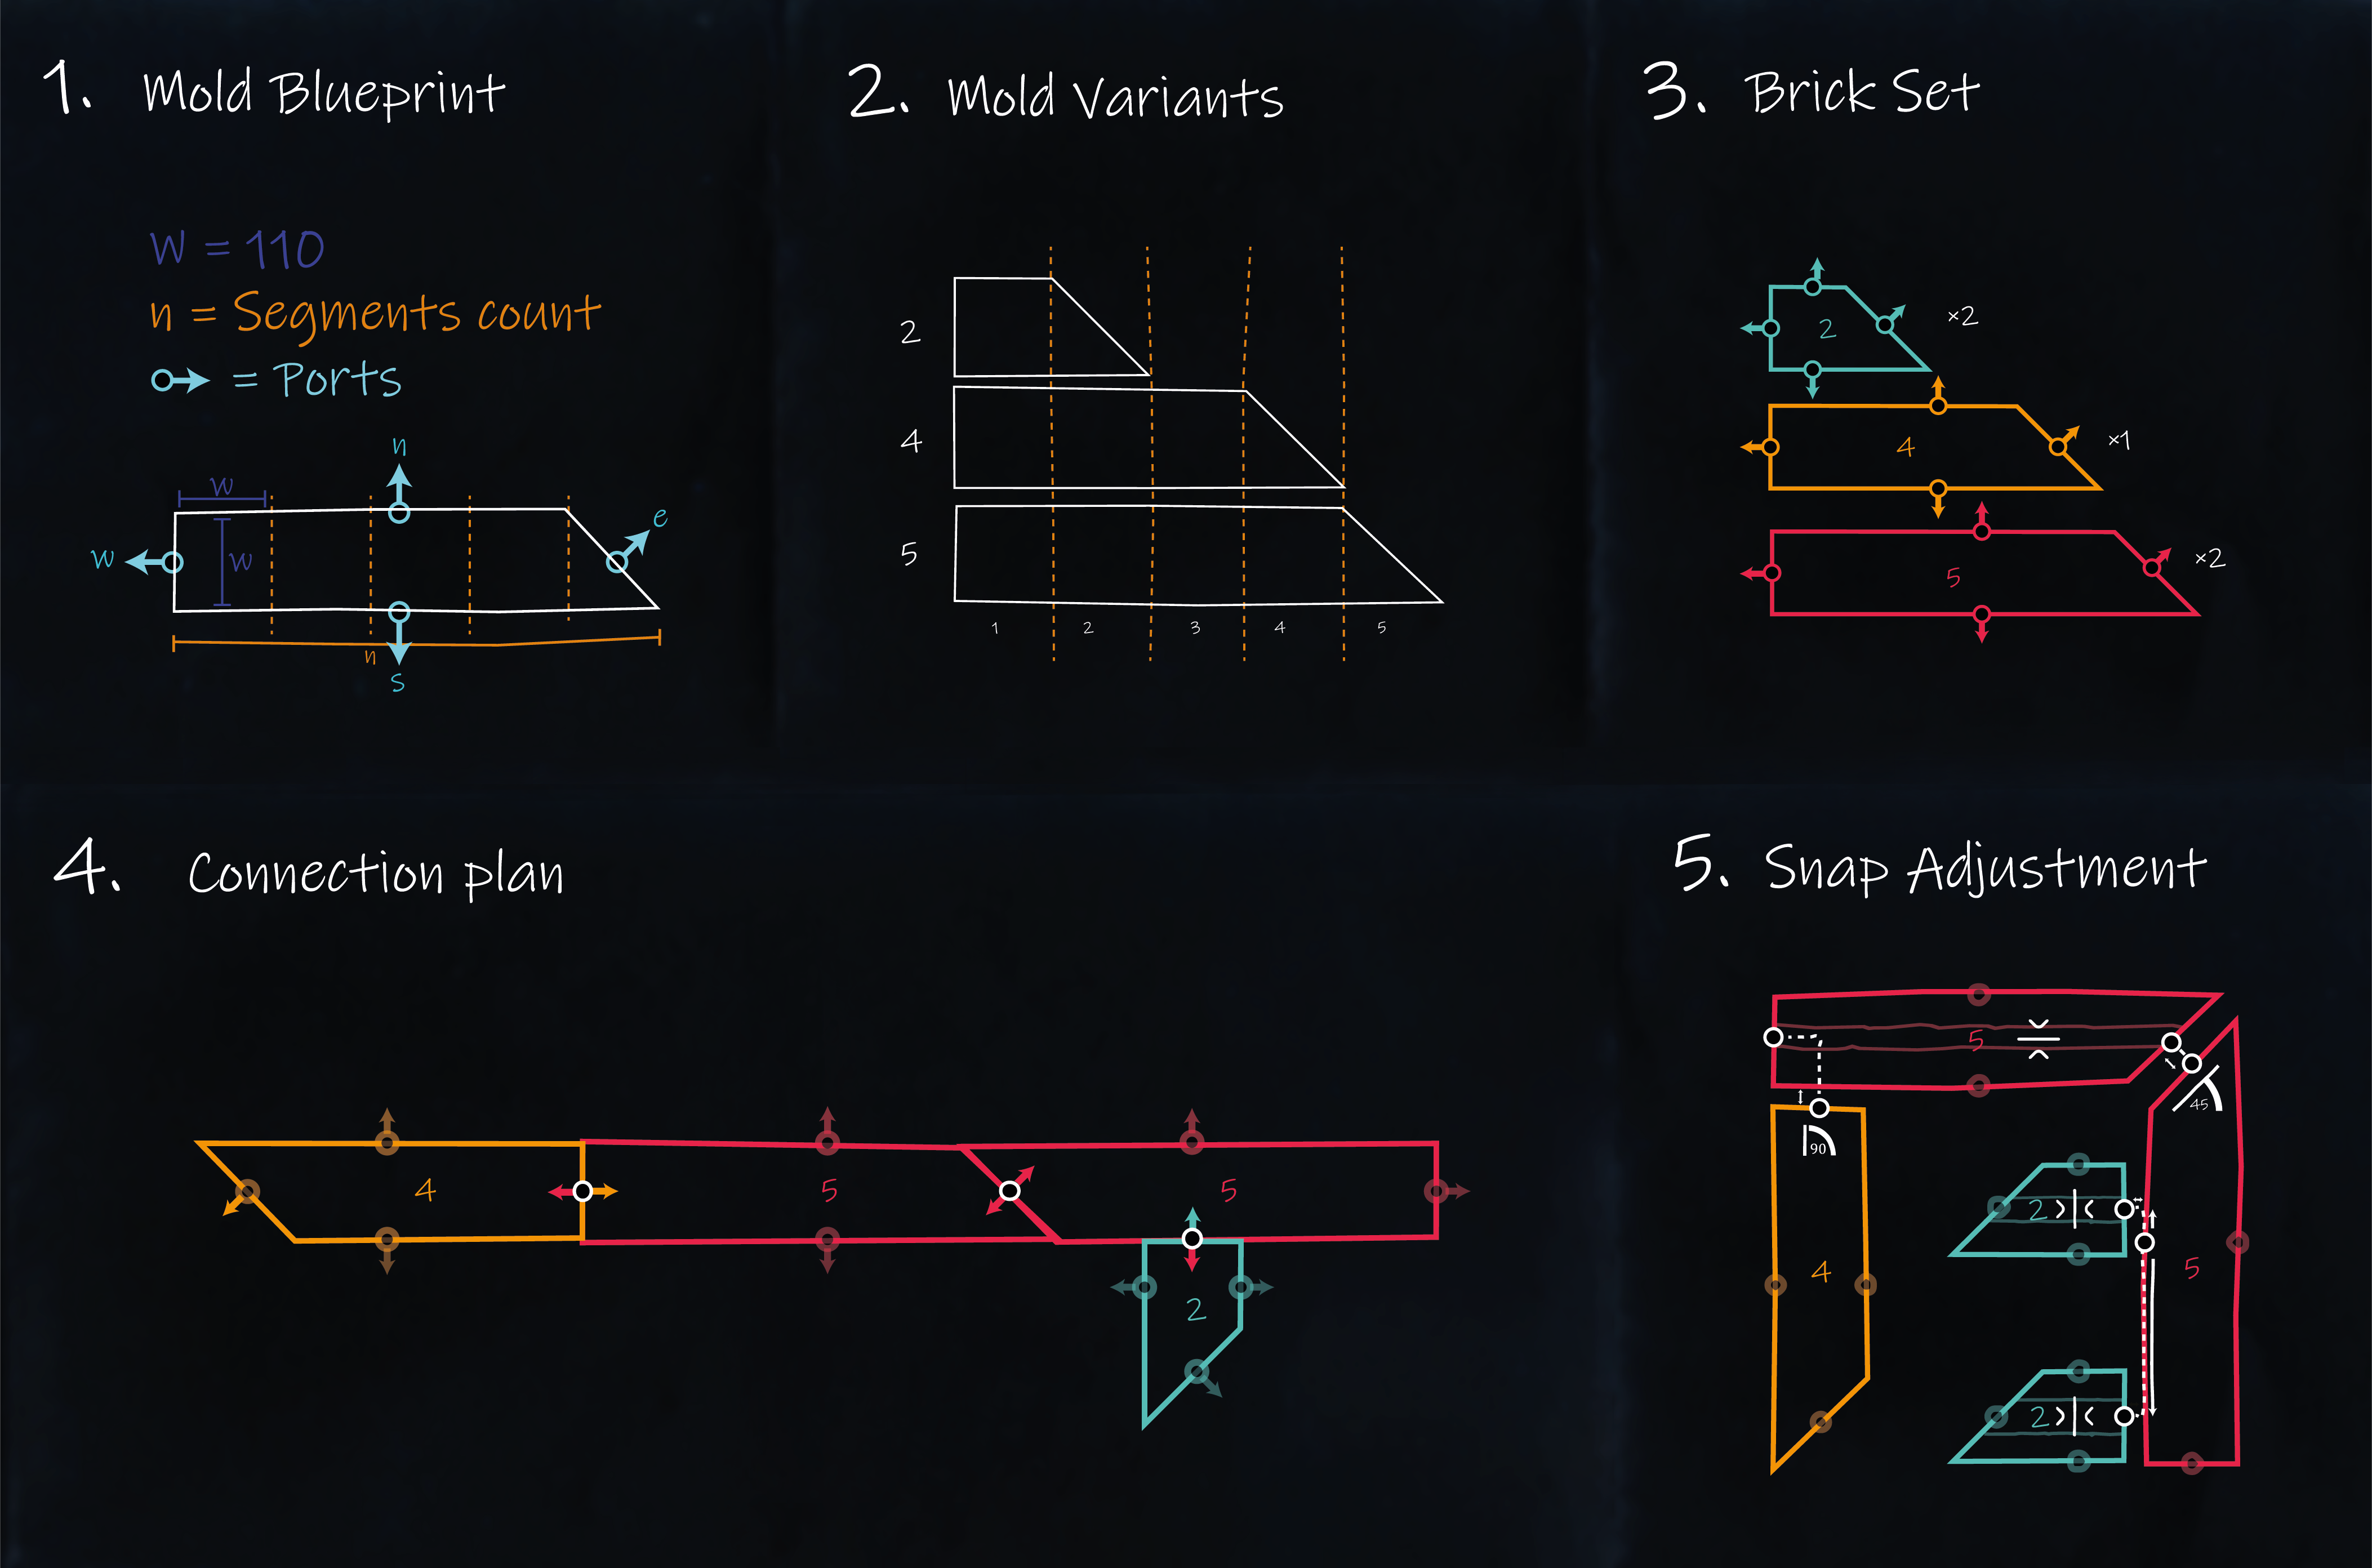 1. Mold Blueprint
W = 110
n = Segments count
= Ports
n
w
e
w
w
n
s
2. Mold Variants
2
4
5
1 2 3 4 5
3. Brick Set
2 ×2
4 ×1
5 ×2
4. Connection plan
4 5 5
2
5. Snap Adjustment
5
45
90
2
4
5
2